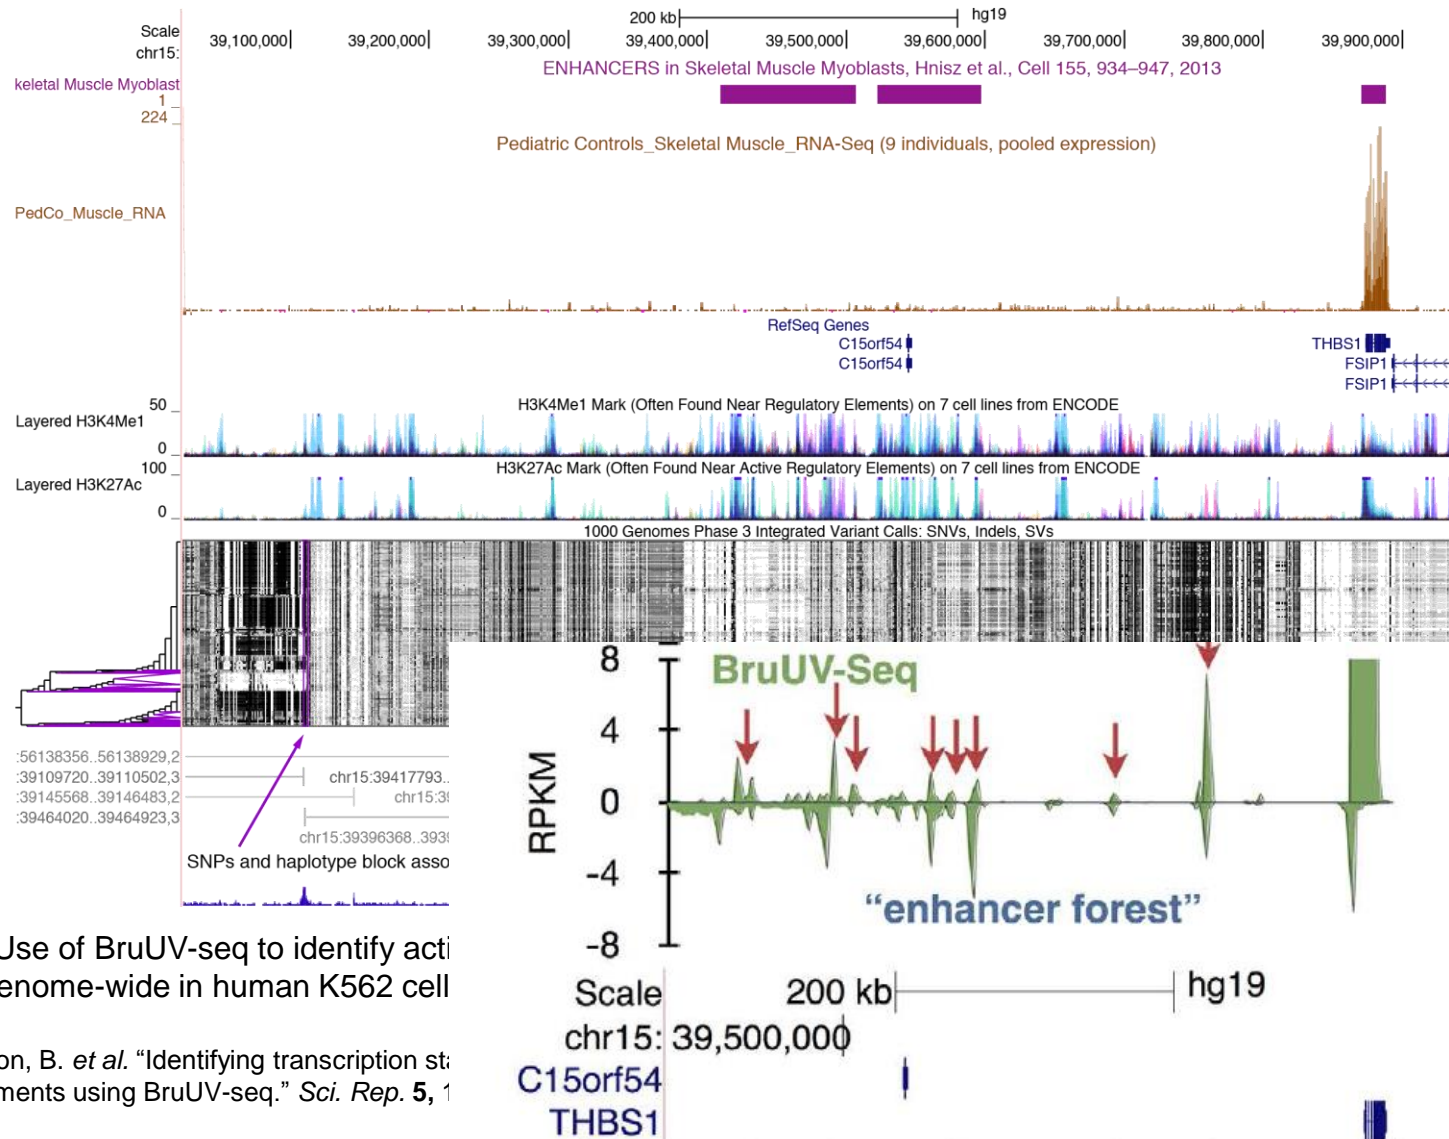 200 kb hg19
Scale
chr15: 39,100,000 39,200,000 39,300,000 39,400,000 39,500,000 39,600,000 39,700,000 39,800,000 39,900,000
ENHANCERS in Skeletal Muscle Myoblasts, Hnisz et al., Cell 155, 934–947, 2013
keletal Muscle Myoblast
1
224
Pediatric Controls_Skeletal Muscle_RNA-Seq (9 individuals, pooled expression)
PedCo_Muscle_RNA
RefSeq Genes
C15orf54 THBS1
C15orf54 FSIP1
FSIP1
50 H3K4Me1 Mark (Often Found Near Regulatory Elements) on 7 cell lines from ENCODE
Layered H3K4Me1
0
100 H3K27Ac Mark (Often Found Near Active Regulatory Elements) on 7 cell lines from ENCODE
Layered H3K27Ac
0
1000 Genomes Phase 3 Integrated Variant Calls: SNVs, Indels, SVs
:56138356..56138929,2
:39109720..39110502,3 chr15:39417793..
:39145568..39146483,2 chr15:39
:39464020..39464923,3
chr15:39396368..3939
SNPs and haplotype block asso
8 BruUV-Seq
4
RPKM
0
-4
"enhancer forest"
-8
Scale 200 kb hg19
chr15: 39,500,000
C15orf54
THBS1
Use of BruUV-seq to identify acti
enome-wide in human K562 cell
on, B. et al. “Identifying transcription sta
ments using BruUV-seq.” Sci. Rep. 5, 1